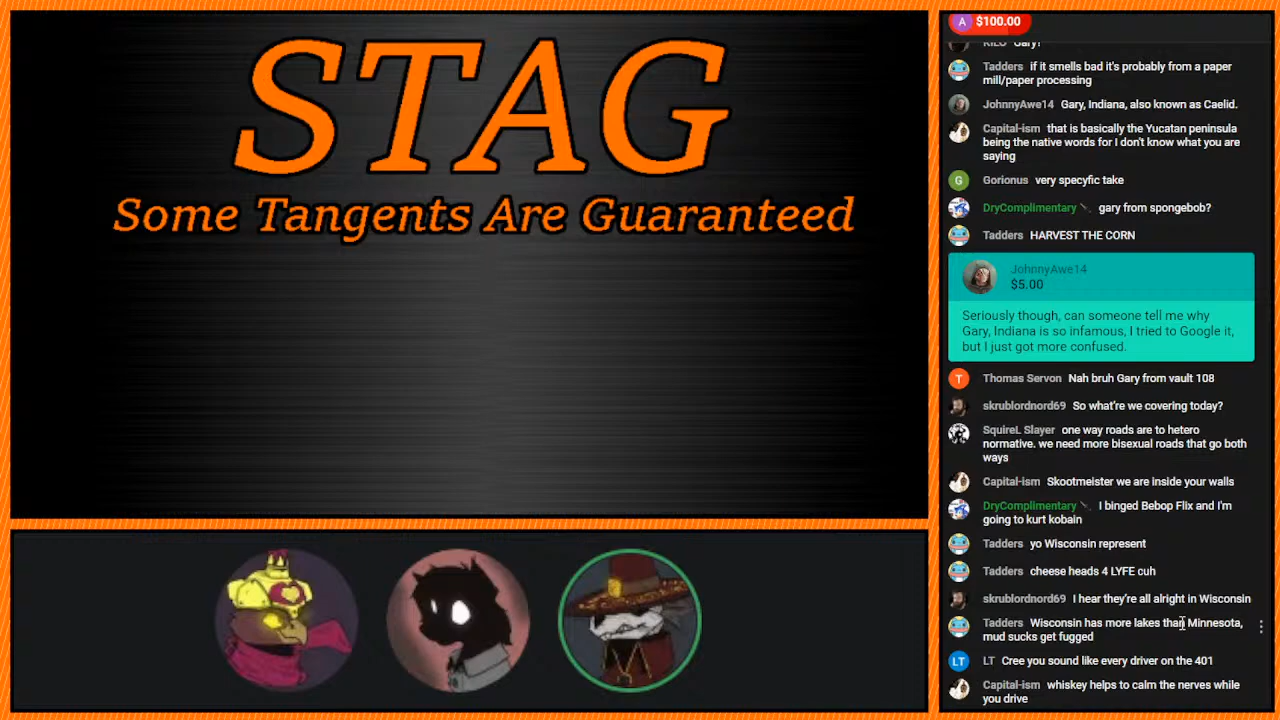 STAG
Some Tangents Are Guaranteed
A $100.00
KILO Gary!
Tadders if it smells bad it's probably from a paper
mill/paper processing
JohnnyAwe14 Gary, Indiana, also known as Caelid.
Capital-ism that is basically the Yucatan peninsula
being the native words for I don't know what you are
saying
G Gorionus very specyfic take
DryComplimentary gary from spongebob?
Tadders HARVEST THE CORN
JohnnyAwe14
$5.00
Seriously though, can someone tell me why
Gary, Indiana is so infamous, I tried to Google it,
but I just got more confused.
T Thomas Servon Nah bruh Gary from vault 108
skrublordnord69 So what're we covering today?
SquireL Slayer one way roads are to hetero
normative. we need more bisexual roads that go both
ways
Capital-ism Skootmeister we are inside your walls
DryComplimentary I binged Bebop Flix and I'm
going to kurt kobain
Tadders yo Wisconsin represent
Tadders cheese heads 4 LYFE cuh
skrublordnord69 I hear they're all alright in Wisconsin
Tadders Wisconsin has more lakes than Minnesota,
mud sucks get fugged
LT LT Cree you sound like every driver on the 401
Capital-ism whiskey helps to calm the nerves while
you drive